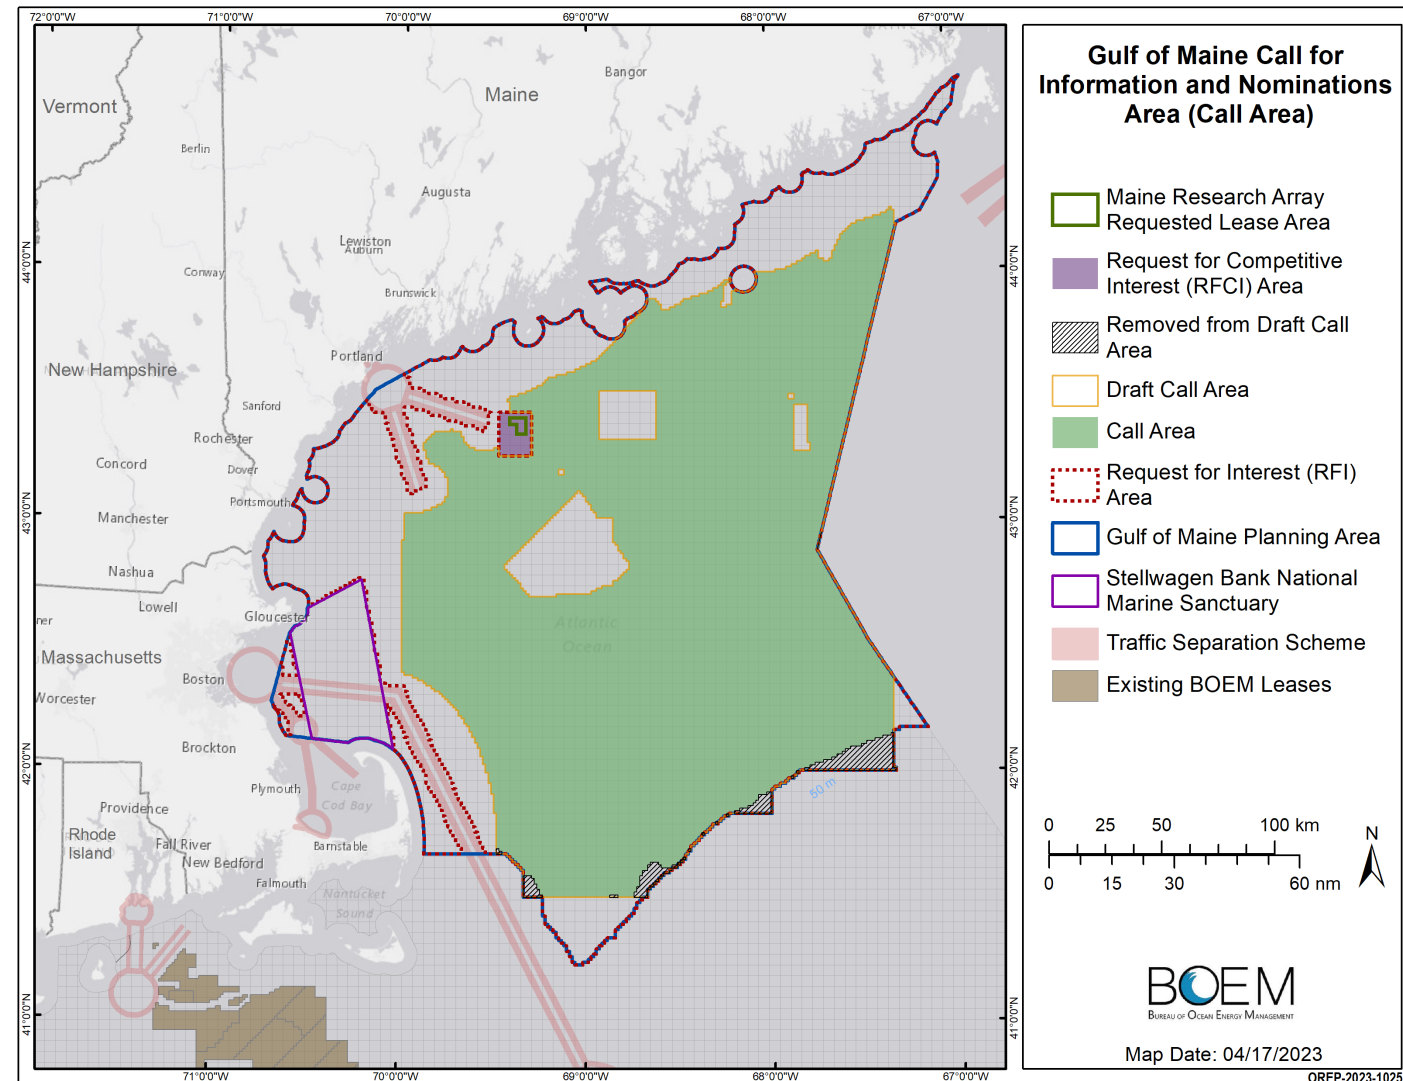 72°0'0"W
71°0'0"W
70°0'0"W
69°0'0"W
68°0'0"W
67°0'0"W
Vermont
Berlin
Maine
Bangor
Augusta
Lewiston
Auburn
Conway
Brunswick
44°0'0"N
44°0'0"N
Portland
New Hampshire
Sanford
Rochester
Concord
Dover
Portsmouth
Manchester
43°0'0"N
43°0'0"N
Nashua
Lowell
Gloucester
ner
Atlantic
Ocean
Massachusetts
Boston
Worcester
Brockton
42°0'0"N
42°0'0"N
50 m
Plymouth
Cape
Cod Bay
Providence
Rhode
Island
Fall River
New Bedford
Barnstable
Falmouth
Nantucket
Sound
41°0'0"N
41°0'0"N
71°0'0"W
70°0'0"W
69°0'0"W
68°0'0"W
67°0'0"W
Gulf of Maine Call for
Information and Nominations
Area (Call Area)
Maine Research Array
Requested Lease Area
Request for Competitive
Interest (RFCI) Area
Removed from Draft Call
Area
Draft Call Area
Call Area
Request for Interest (RFI)
Area
Gulf of Maine Planning Area
Stellwagen Bank National
Marine Sanctuary
Traffic Separation Scheme
Existing BOEM Leases
0 25 50 100 km
0 15 30 60 nm
N
BOEM
BUREAU OF OCEAN ENERGY MANAGEMENT
Map Date: 04/17/2023
OREP-2023-1025